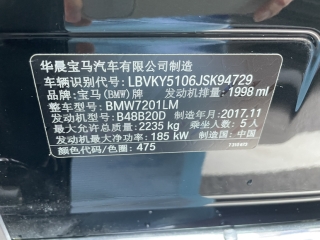 华晨宝马汽车有限公司制造
车辆识别代号: LBVKY5106JSK94729
品牌: 宝马(BMW)牌 发动机排量: 1998 ml
整车型号: BMW7201LM
发动机型号: B48B20D 制造年月: 2017.11
最大允许总质量: 2235 kg 乘坐人数: 5人
发动机最大净功率: 185 kW 制造国: 中国
颜色代码/色圈: 475